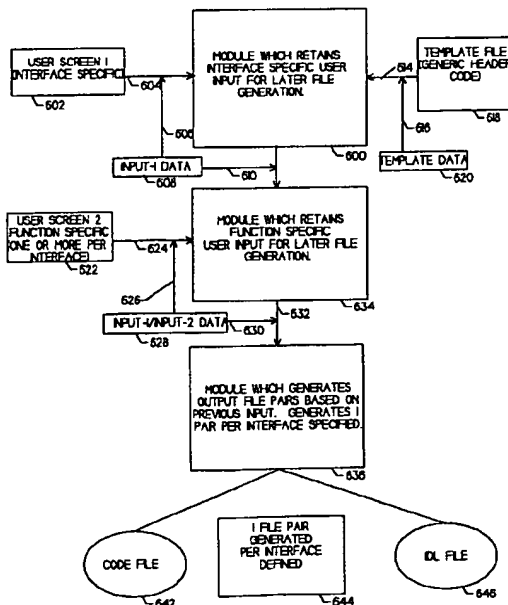 USER SCREEN 1
(INTERFACE SPECIFIC)
602
604
MODULE WHICH RETAINS
INTERFACE SPECIFIC USER
INPUT FOR LATER FILE
GENERATION.
600
614
TEMPLATE FILE
(GENERIC HEADER
CODE)
618
606
616
INPUT-1 DATA
608
610
TEMPLATE DATA
620
USER SCREEN 2
FUNCTION SPECIFIC
(ONE OR MORE PER
INTERFACE)
622
624
MODULE WHICH RETAINS
FUNCTION SPECIFIC
USER INPUT FOR LATER FILE
GENERATION.
634
626
632
INPUT-1/INPUT-2 DATA
628
630
MODULE WHICH GENERATES
OUTPUT FILE PAIRS BASED ON
PREVIOUS INPUT. GENERATES 1
PAR PER INTERFACE SPECIFIED.
636
CODE FILE
642
1 FILE PAIR
GENERATED
PER INTERFACE
DEFINED
644
IDL FILE
646